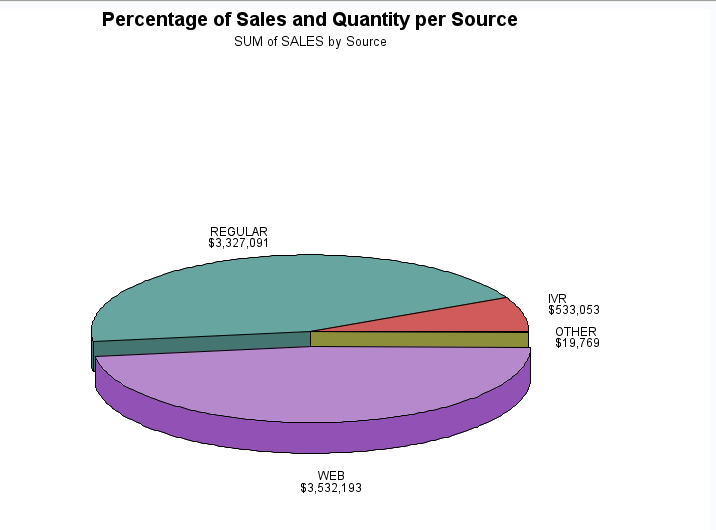 Percentage of Sales and Quantity per Source
SUM of SALES by Source
REGULAR
$3,327,091
IVR
$533,053
OTHER
$19,769
WEB
$3,532,193